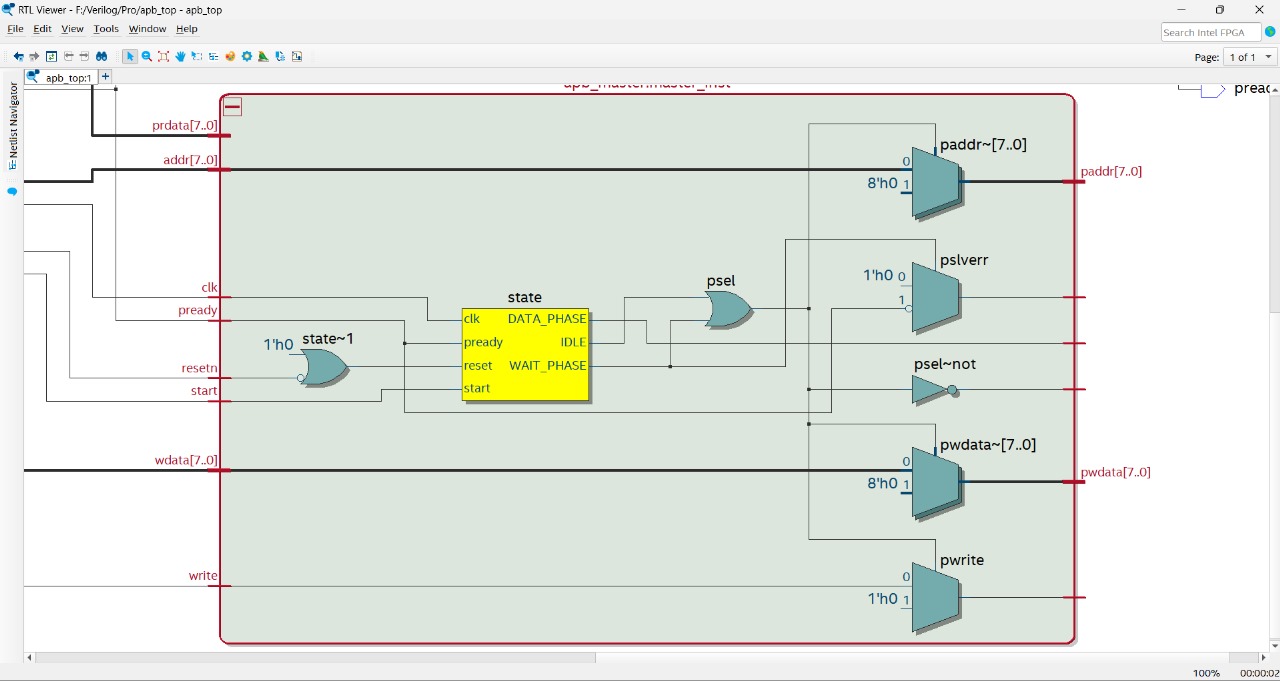 RTL Viewer - F:/Verilog/Pro/apb_top - apb_top
File Edit View Tools Window Help
Search Intel FPGA
Page: 1 of 1
apb_top:1 +
Netlist Navigator
apb_master:master_inst
pread
prdata[7..0]
addr[7..0]
clk
pready
resetn
start
wdata[7..0]
write
1'h0 state~1
state
clk DATA_PHASE
pready IDLE
reset WAIT_PHASE
start
psel
paddr~[7..0]
0
8'h0 1
paddr[7..0]
pslverr
1'h0 0
1
psel~not
pwdata~[7..0]
0
8'h0 1
pwdata[7..0]
pwrite
0
1'h0 1
100% 00:00:02